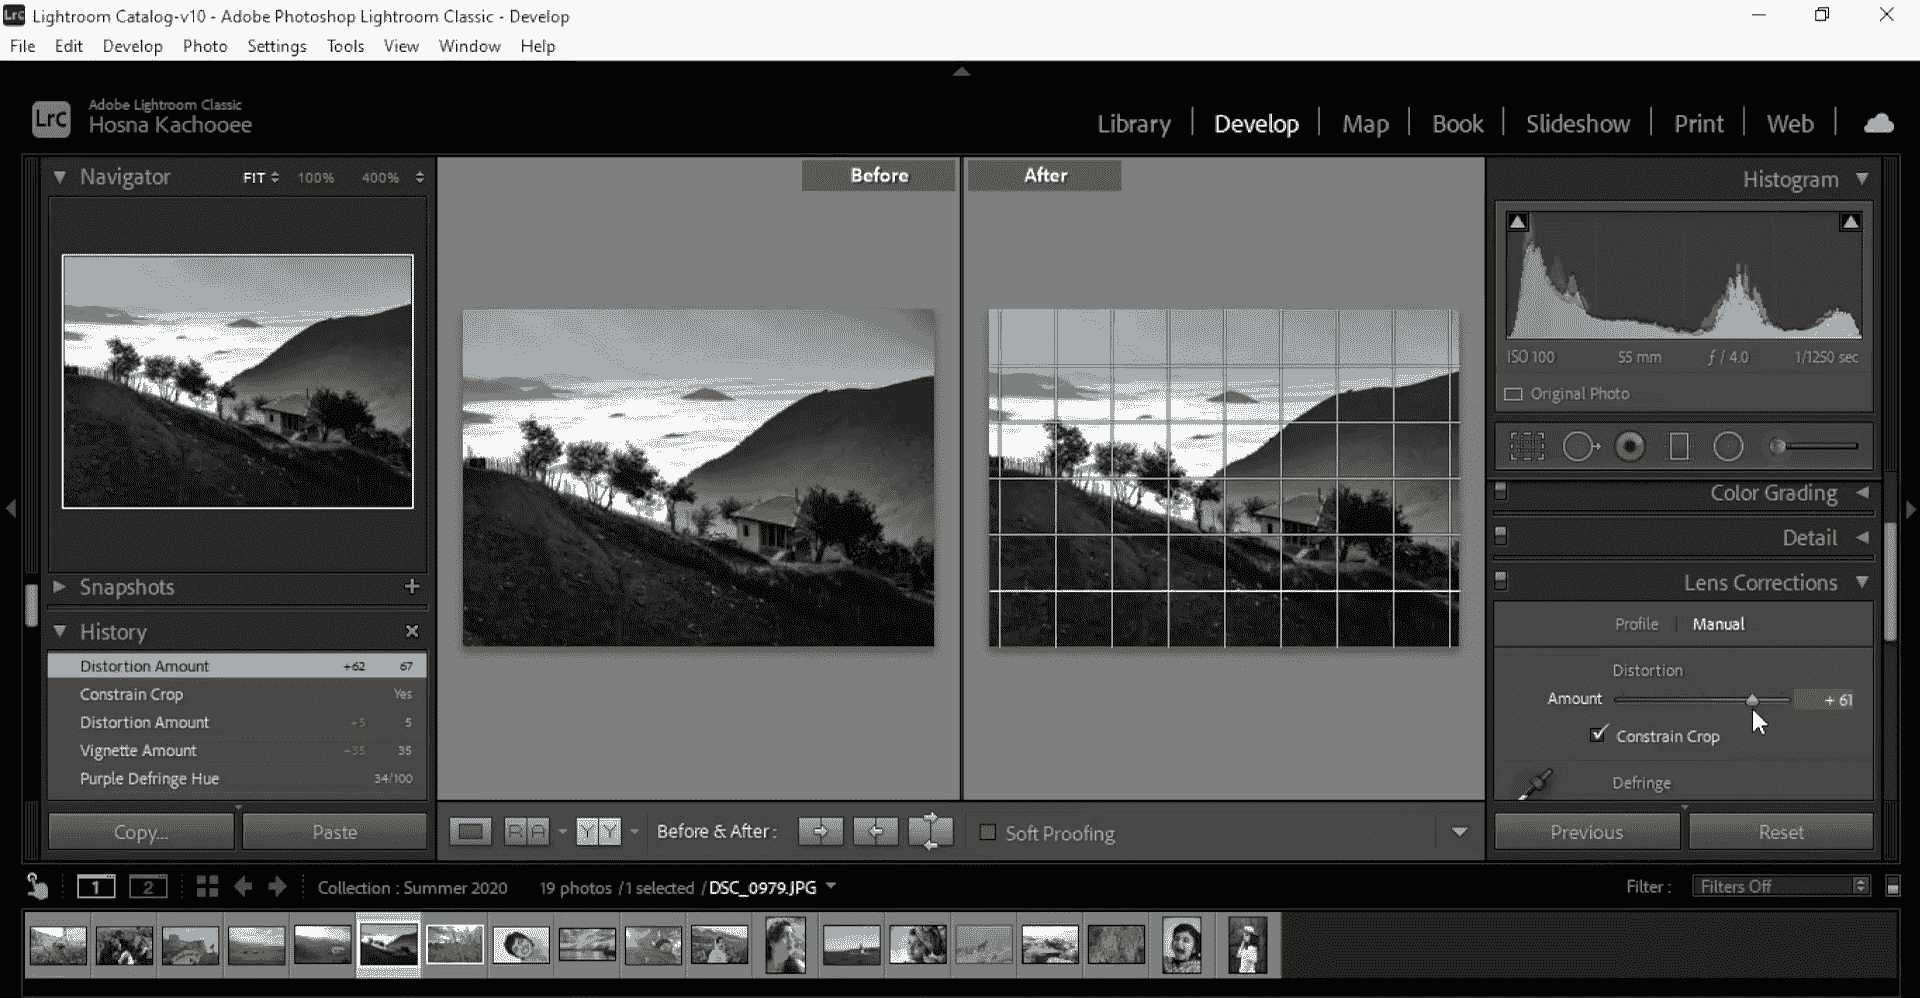 Lrc Lightroom Catalog-v10 - Adobe Photoshop Lightroom Classic - Develop
File Edit Develop Photo Settings Tools View Window Help
LrC
Adobe Lightroom Classic
Hosna Kachooee
Library | Develop | Map | Book | Slideshow | Print | Web |
Navigator FIT 100% 400%
Before
After
Histogram
ISO 100 55 mm ƒ / 4.0 1/1250 sec
Original Photo
Color Grading
Detail
Lens Corrections
Profile | Manual
Distortion
Amount + 61
Constrain Crop
Defringe
Previous Reset
Snapshots +
History ×
Distortion Amount +62 67
Constrain Crop Yes
Distortion Amount +5 5
Vignette Amount +35 35
Purple Defringe Hue 34/100
Copy... Paste
R A Y Y Before & After : Soft Proofing
1 2 Collection : Summer 2020 19 photos /1 selected /DSC_0979.JPG
Filter : Filters Off